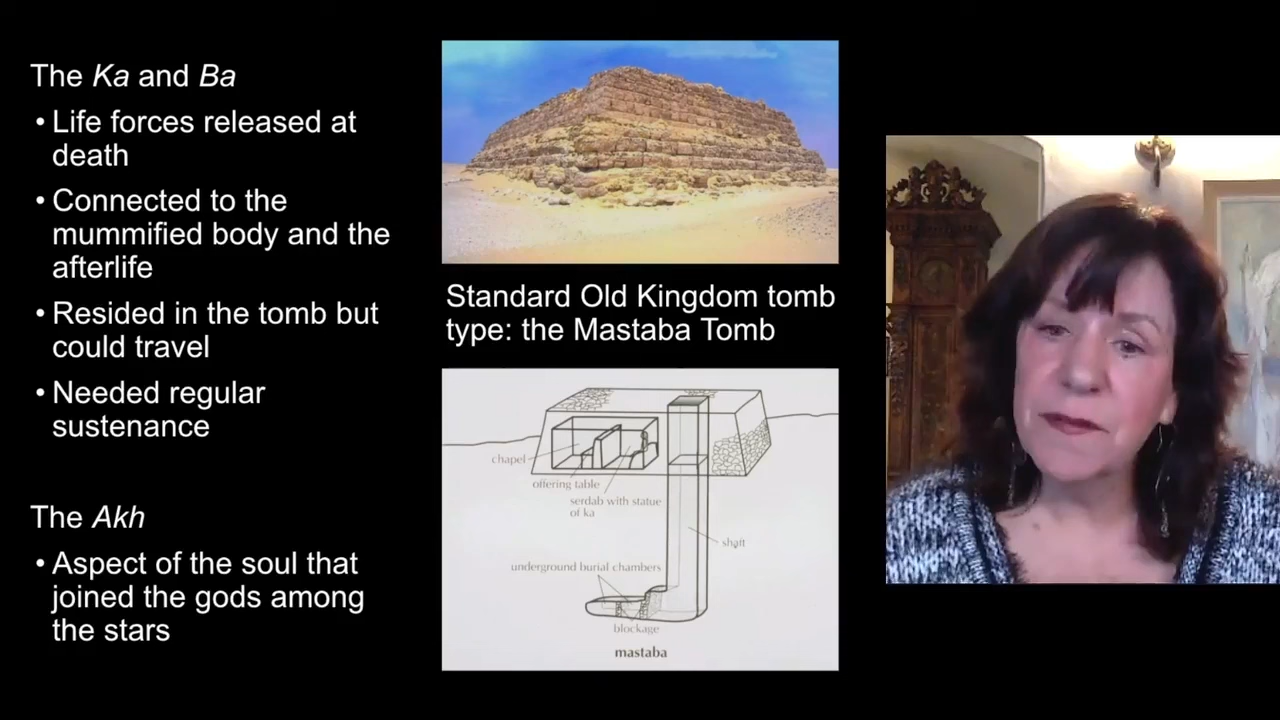 The Ka and Ba
• Life forces released at
death
• Connected to the
mummified body and the
afterlife
• Resided in the tomb but
could travel
• Needed regular
sustenance
The Akh
• Aspect of the soul that
joined the gods among
the stars
Standard Old Kingdom tomb
type: the Mastaba Tomb
chapel
offering table
serdab with statue
of ka
shaft
underground burial chambers
blockage
mastaba